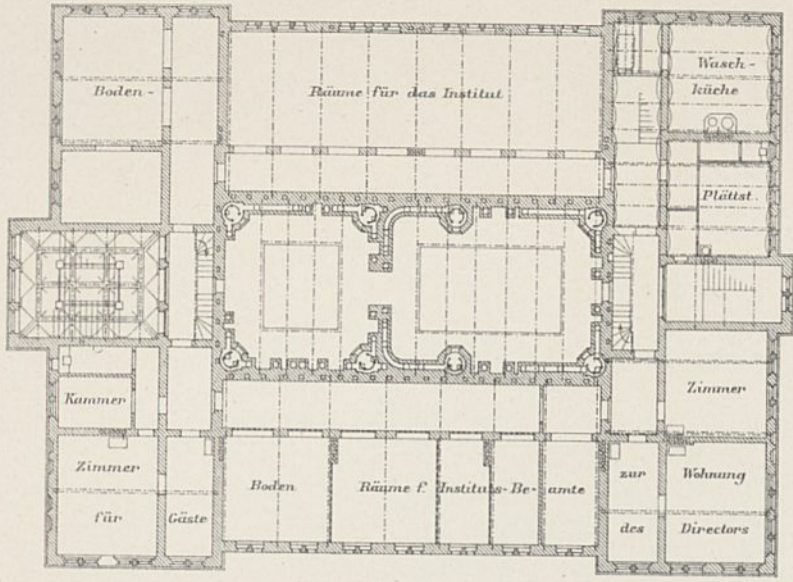 Boden-
Räume für das Institut
Wasch-
küche
Plättst.
Kammer
Zimmer
Zimmer
für
Gäste
Boden
Räume f.
Instituts-Be-
amte
zur
Wohnung
des
Directors